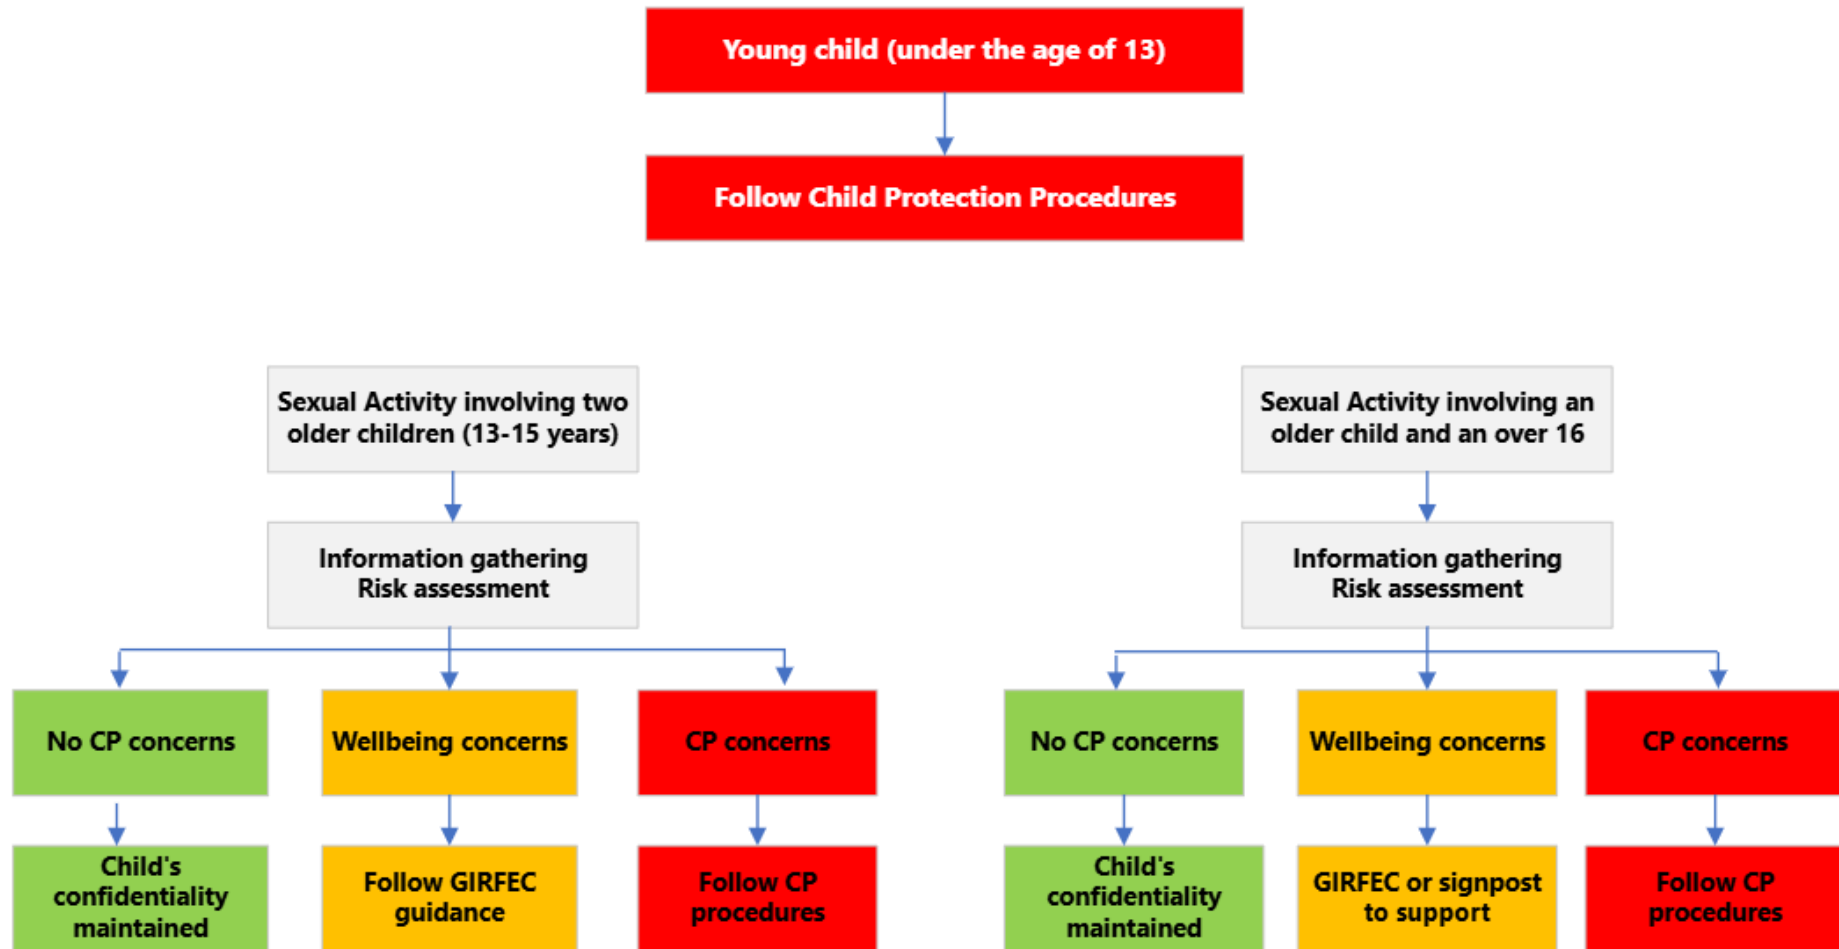 Young child (under the age of 13)
Follow Child Protection Procedures
Sexual Activity involving two
older children (13-15 years)
Information gathering
Risk assessment
No CP concerns
Wellbeing concerns
CP concerns
Child's
confidentiality
maintained
Follow GIRFEC
guidance
Follow CP
procedures
Sexual Activity involving an
older child and an over 16
Information gathering
Risk assessment
No CP concerns
Wellbeing concerns
CP concerns
Child's
confidentiality
maintained
GIRFEC or signpost
to support
Follow CP
procedures